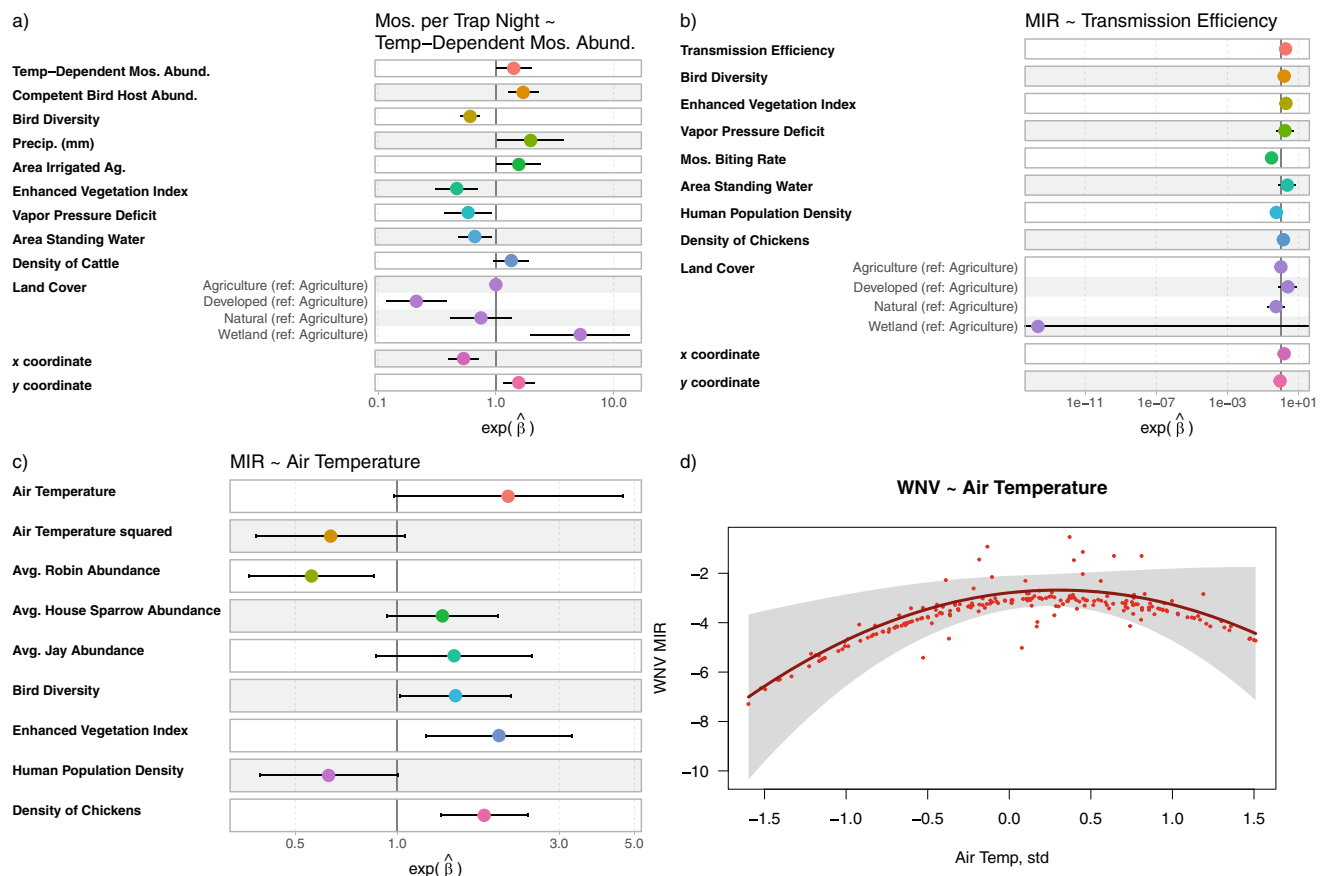 a)
Mos. per Trap Night ~
Temp−Dependent Mos. Abund.
Temp−Dependent Mos. Abund.
Competent Bird Host Abund.
Bird Diversity
Precip. (mm)
Area Irrigated Ag.
Enhanced Vegetation Index
Vapor Pressure Deficit
Area Standing Water
Density of Cattle
Land Cover
Agriculture (ref: Agriculture)
Developed (ref: Agriculture)
Natural (ref: Agriculture)
Wetland (ref: Agriculture)
x coordinate
y coordinate
0.1 1.0 10.0
exp( β̂ )
b)
MIR ~ Transmission Efficiency
Transmission Efficiency
Bird Diversity
Enhanced Vegetation Index
Vapor Pressure Deficit
Mos. Biting Rate
Area Standing Water
Human Population Density
Density of Chickens
Land Cover
Agriculture (ref: Agriculture)
Developed (ref: Agriculture)
Natural (ref: Agriculture)
Wetland (ref: Agriculture)
x coordinate
y coordinate
1e−11 1e−07 1e−03 1e+01
exp( β̂ )
c)
MIR ~ Air Temperature
Air Temperature
Air Temperature squared
Avg. Robin Abundance
Avg. House Sparrow Abundance
Avg. Jay Abundance
Bird Diversity
Enhanced Vegetation Index
Human Population Density
Density of Chickens
0.5 1.0 3.0 5.0
exp( β̂ )
d)
WNV ~ Air Temperature
WNV MIR
−2
−4
−6
−8
−10
−1.5 −1.0 −0.5 0.0 0.5 1.0 1.5
Air Temp, std